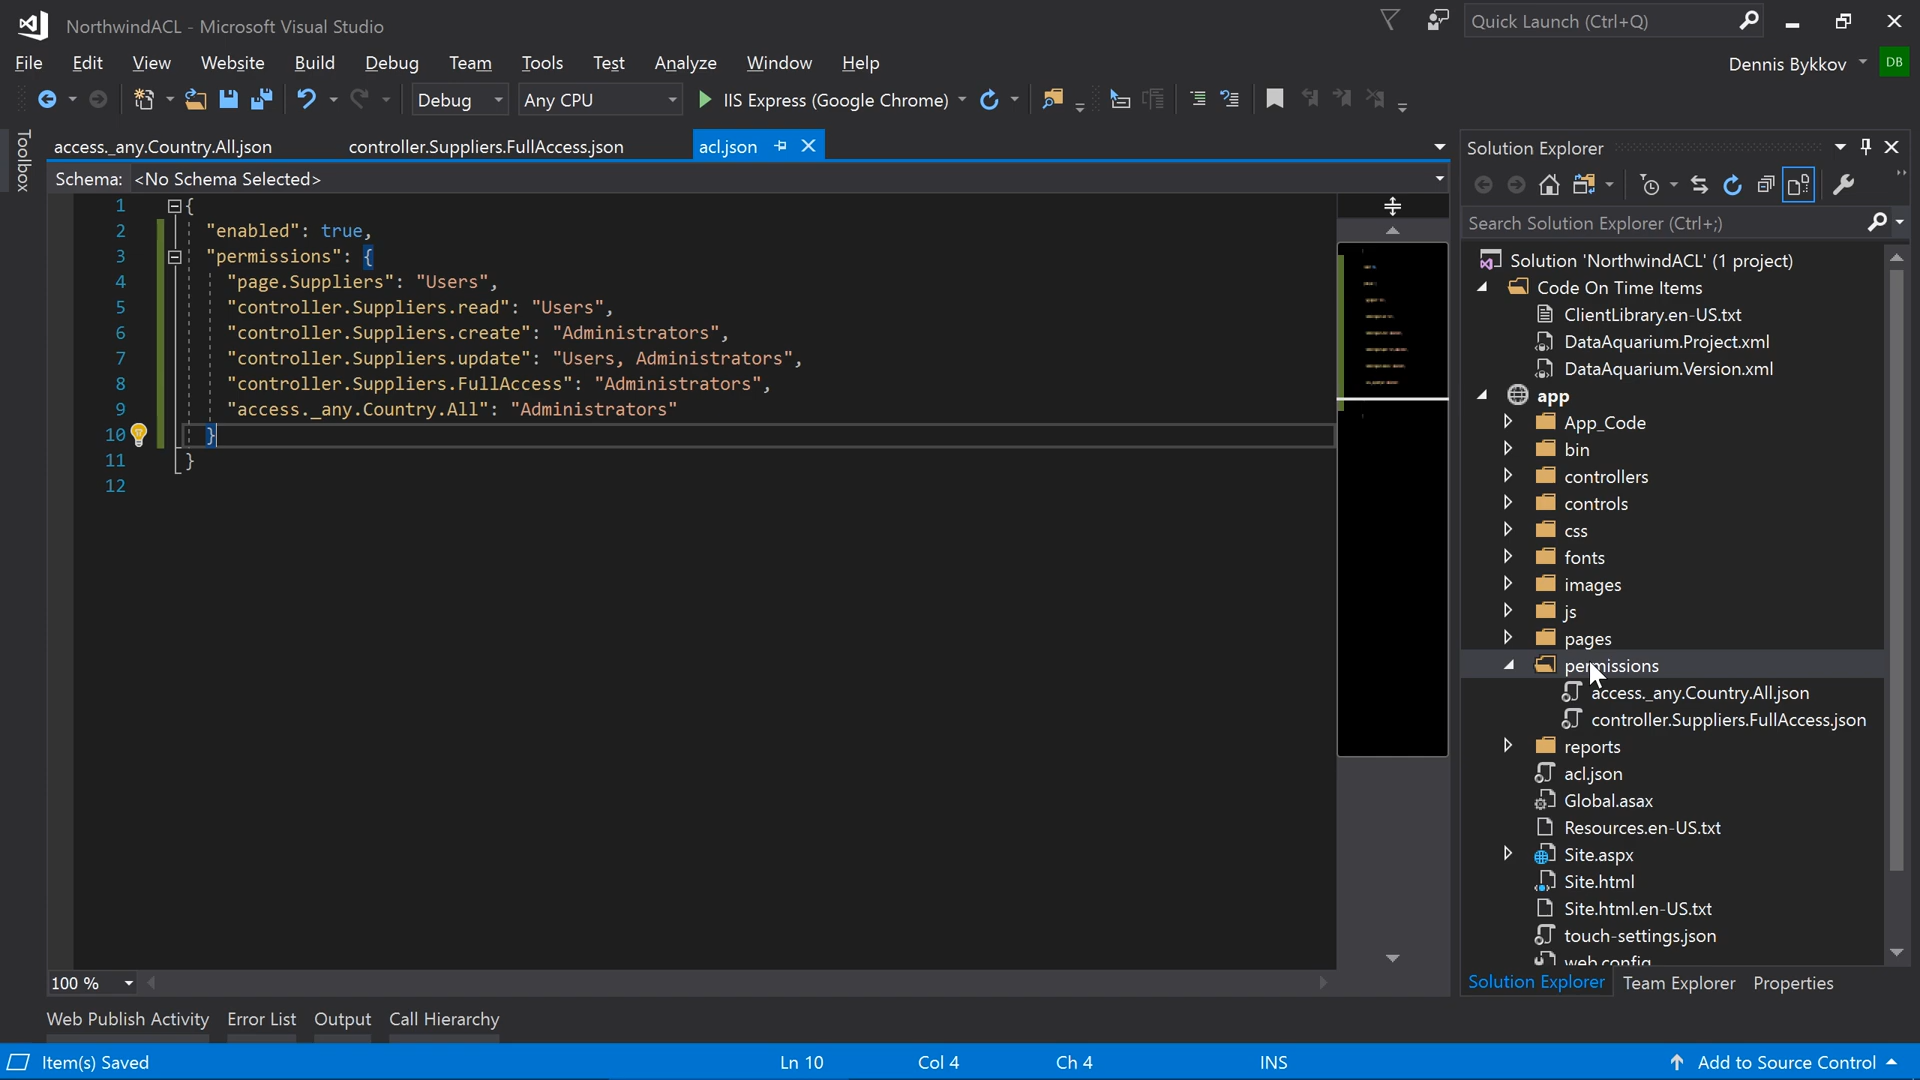 NorthwindACL - Microsoft Visual Studio
Quick Launch (Ctrl+Q)
File Edit View Website Build Debug Team Tools Test Analyze Window Help
Dennis Bykkov DB
Debug Any CPU IIS Express (Google Chrome)
Toolbox
access._any.Country.All.json controller.Suppliers.FullAccess.json acl.json
Schema: <No Schema Selected>
1 {
2 "enabled": true,
3 "permissions": {
4 "page.Suppliers": "Users",
5 "controller.Suppliers.read": "Users",
6 "controller.Suppliers.create": "Administrators",
7 "controller.Suppliers.update": "Users, Administrators",
8 "controller.Suppliers.FullAccess": "Administrators",
9 "access._any.Country.All": "Administrators"
10 }
11 }
12
100 %
Solution Explorer
Search Solution Explorer (Ctrl+;)
Solution 'NorthwindACL' (1 project)
Code On Time Items
ClientLibrary.en-US.txt
DataAquarium.Project.xml
DataAquarium.Version.xml
app
App_Code
bin
controllers
controls
css
fonts
images
js
pages
permissions
access._any.Country.All.json
controller.Suppliers.FullAccess.json
reports
acl.json
Global.asax
Resources.en-US.txt
Site.aspx
Site.html
Site.html.en-US.txt
touch-settings.json
web.config
Solution Explorer Team Explorer Properties
Web Publish Activity Error List Output Call Hierarchy
Item(s) Saved Ln 10 Col 4 Ch 4 INS Add to Source Control